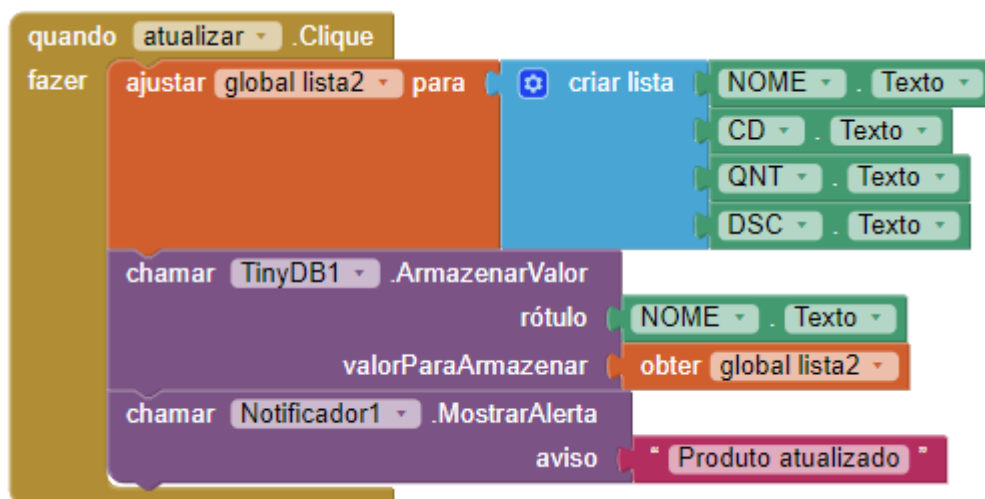 quando atualizar .Clique
fazer ajustar global lista2 para criar lista NOME . Texto
CD . Texto
QNT . Texto
DSC . Texto
chamar TinyDB1 .ArmazenarValor
rótulo NOME . Texto
valorParaArmazenar obter global lista2
chamar Notificador1 .MostrarAlerta
aviso “ Produto atualizado ”